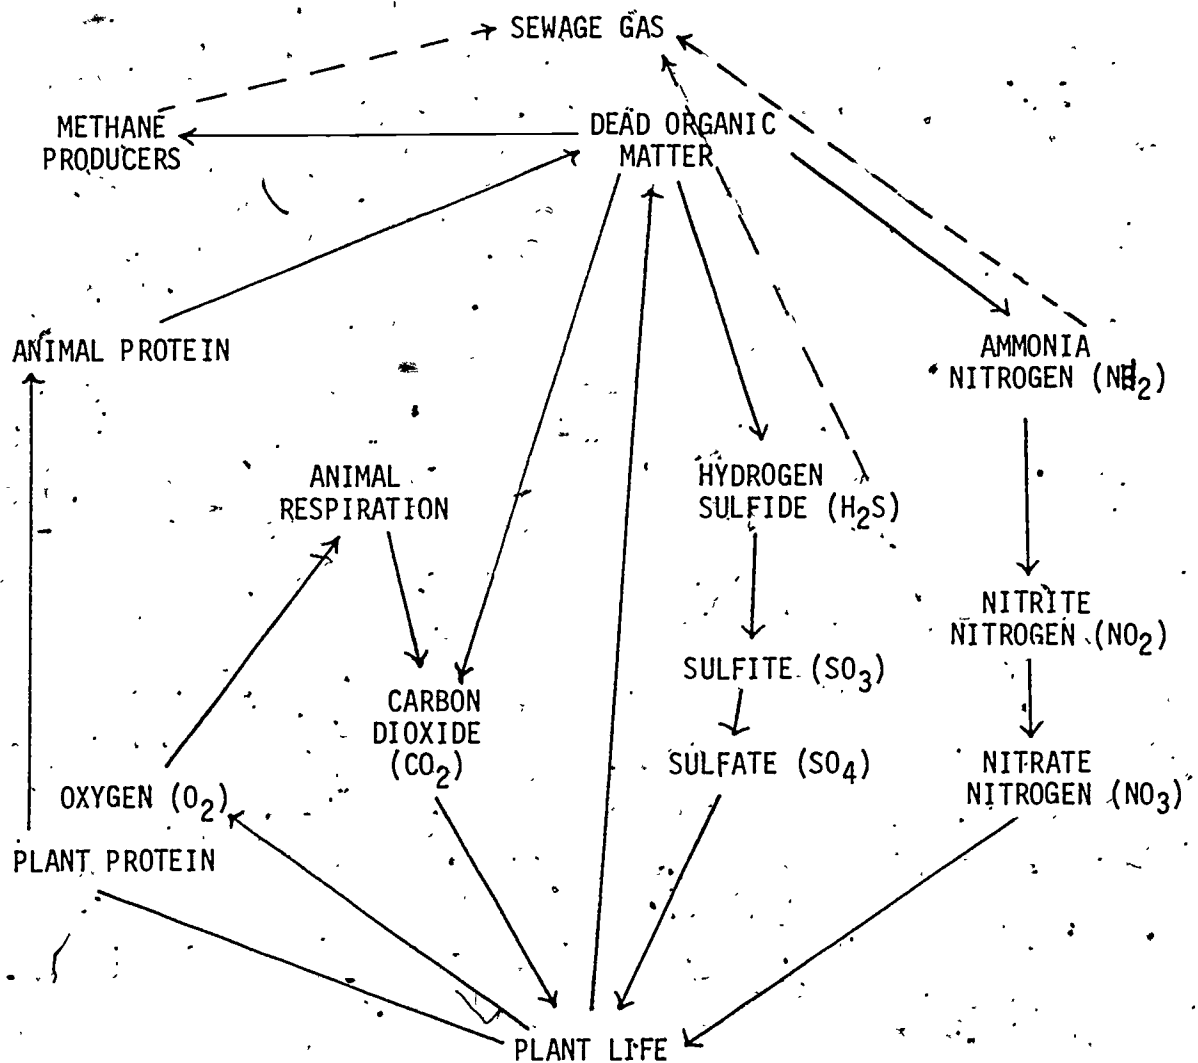 SEWAGE GAS
METHANE
PRODUCERS
DEAD ORGANIC
MATTER
ANIMAL PROTEIN
AMMONIA
NITROGEN (NH₂)
ANIMAL
RESPIRATION
HYDROGEN
SULFIDE (H₂S)
NITRITE
NITROGEN (NO₂)
SULFITE (SO₃)
CARBON
DIOXIDE
(CO₂)
SULFATE (SO₄)
NITRATE
NITROGEN (NO₃)
OXYGEN (O₂)
PLANT PROTEIN
PLANT LIFE